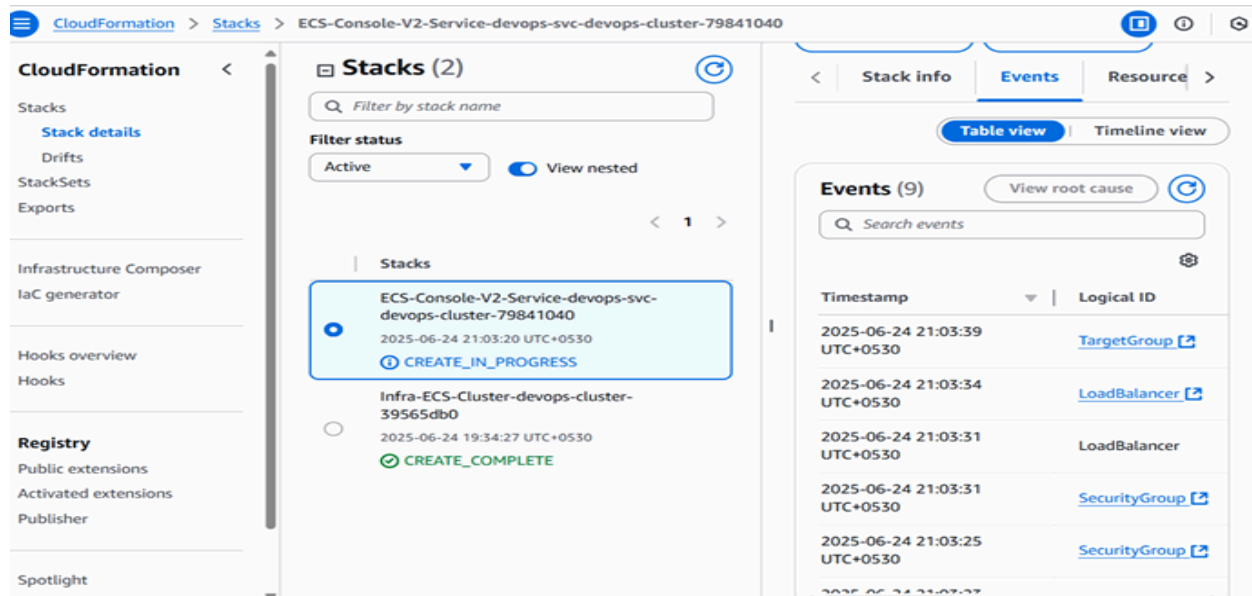 CloudFormation > Stacks > ECS-Console-V2-Service-devops-svc-devops-cluster-79841040
CloudFormation
Stacks
Stack details
Drifts
StackSets
Exports
Infrastructure Composer
IaC generator
Hooks overview
Hooks
Registry
Public extensions
Activated extensions
Publisher
Spotlight
Stacks (2)
Filter by stack name
Filter status
Active
View nested
1
Stacks
ECS-Console-V2-Service-devops-svc-
devops-cluster-79841040
2025-06-24 21:03:20 UTC+0530
CREATE_IN_PROGRESS
Infra-ECS-Cluster-devops-cluster-
39565db0
2025-06-24 19:34:27 UTC+0530
CREATE_COMPLETE
Stack info Events Resource
Table view Timeline view
Events (9) View root cause
Search events
Timestamp Logical ID
2025-06-24 21:03:39
UTC+0530
TargetGroup
2025-06-24 21:03:34
UTC+0530
LoadBalancer
2025-06-24 21:03:31
UTC+0530
LoadBalancer
2025-06-24 21:03:31
UTC+0530
SecurityGroup
2025-06-24 21:03:25
UTC+0530
SecurityGroup